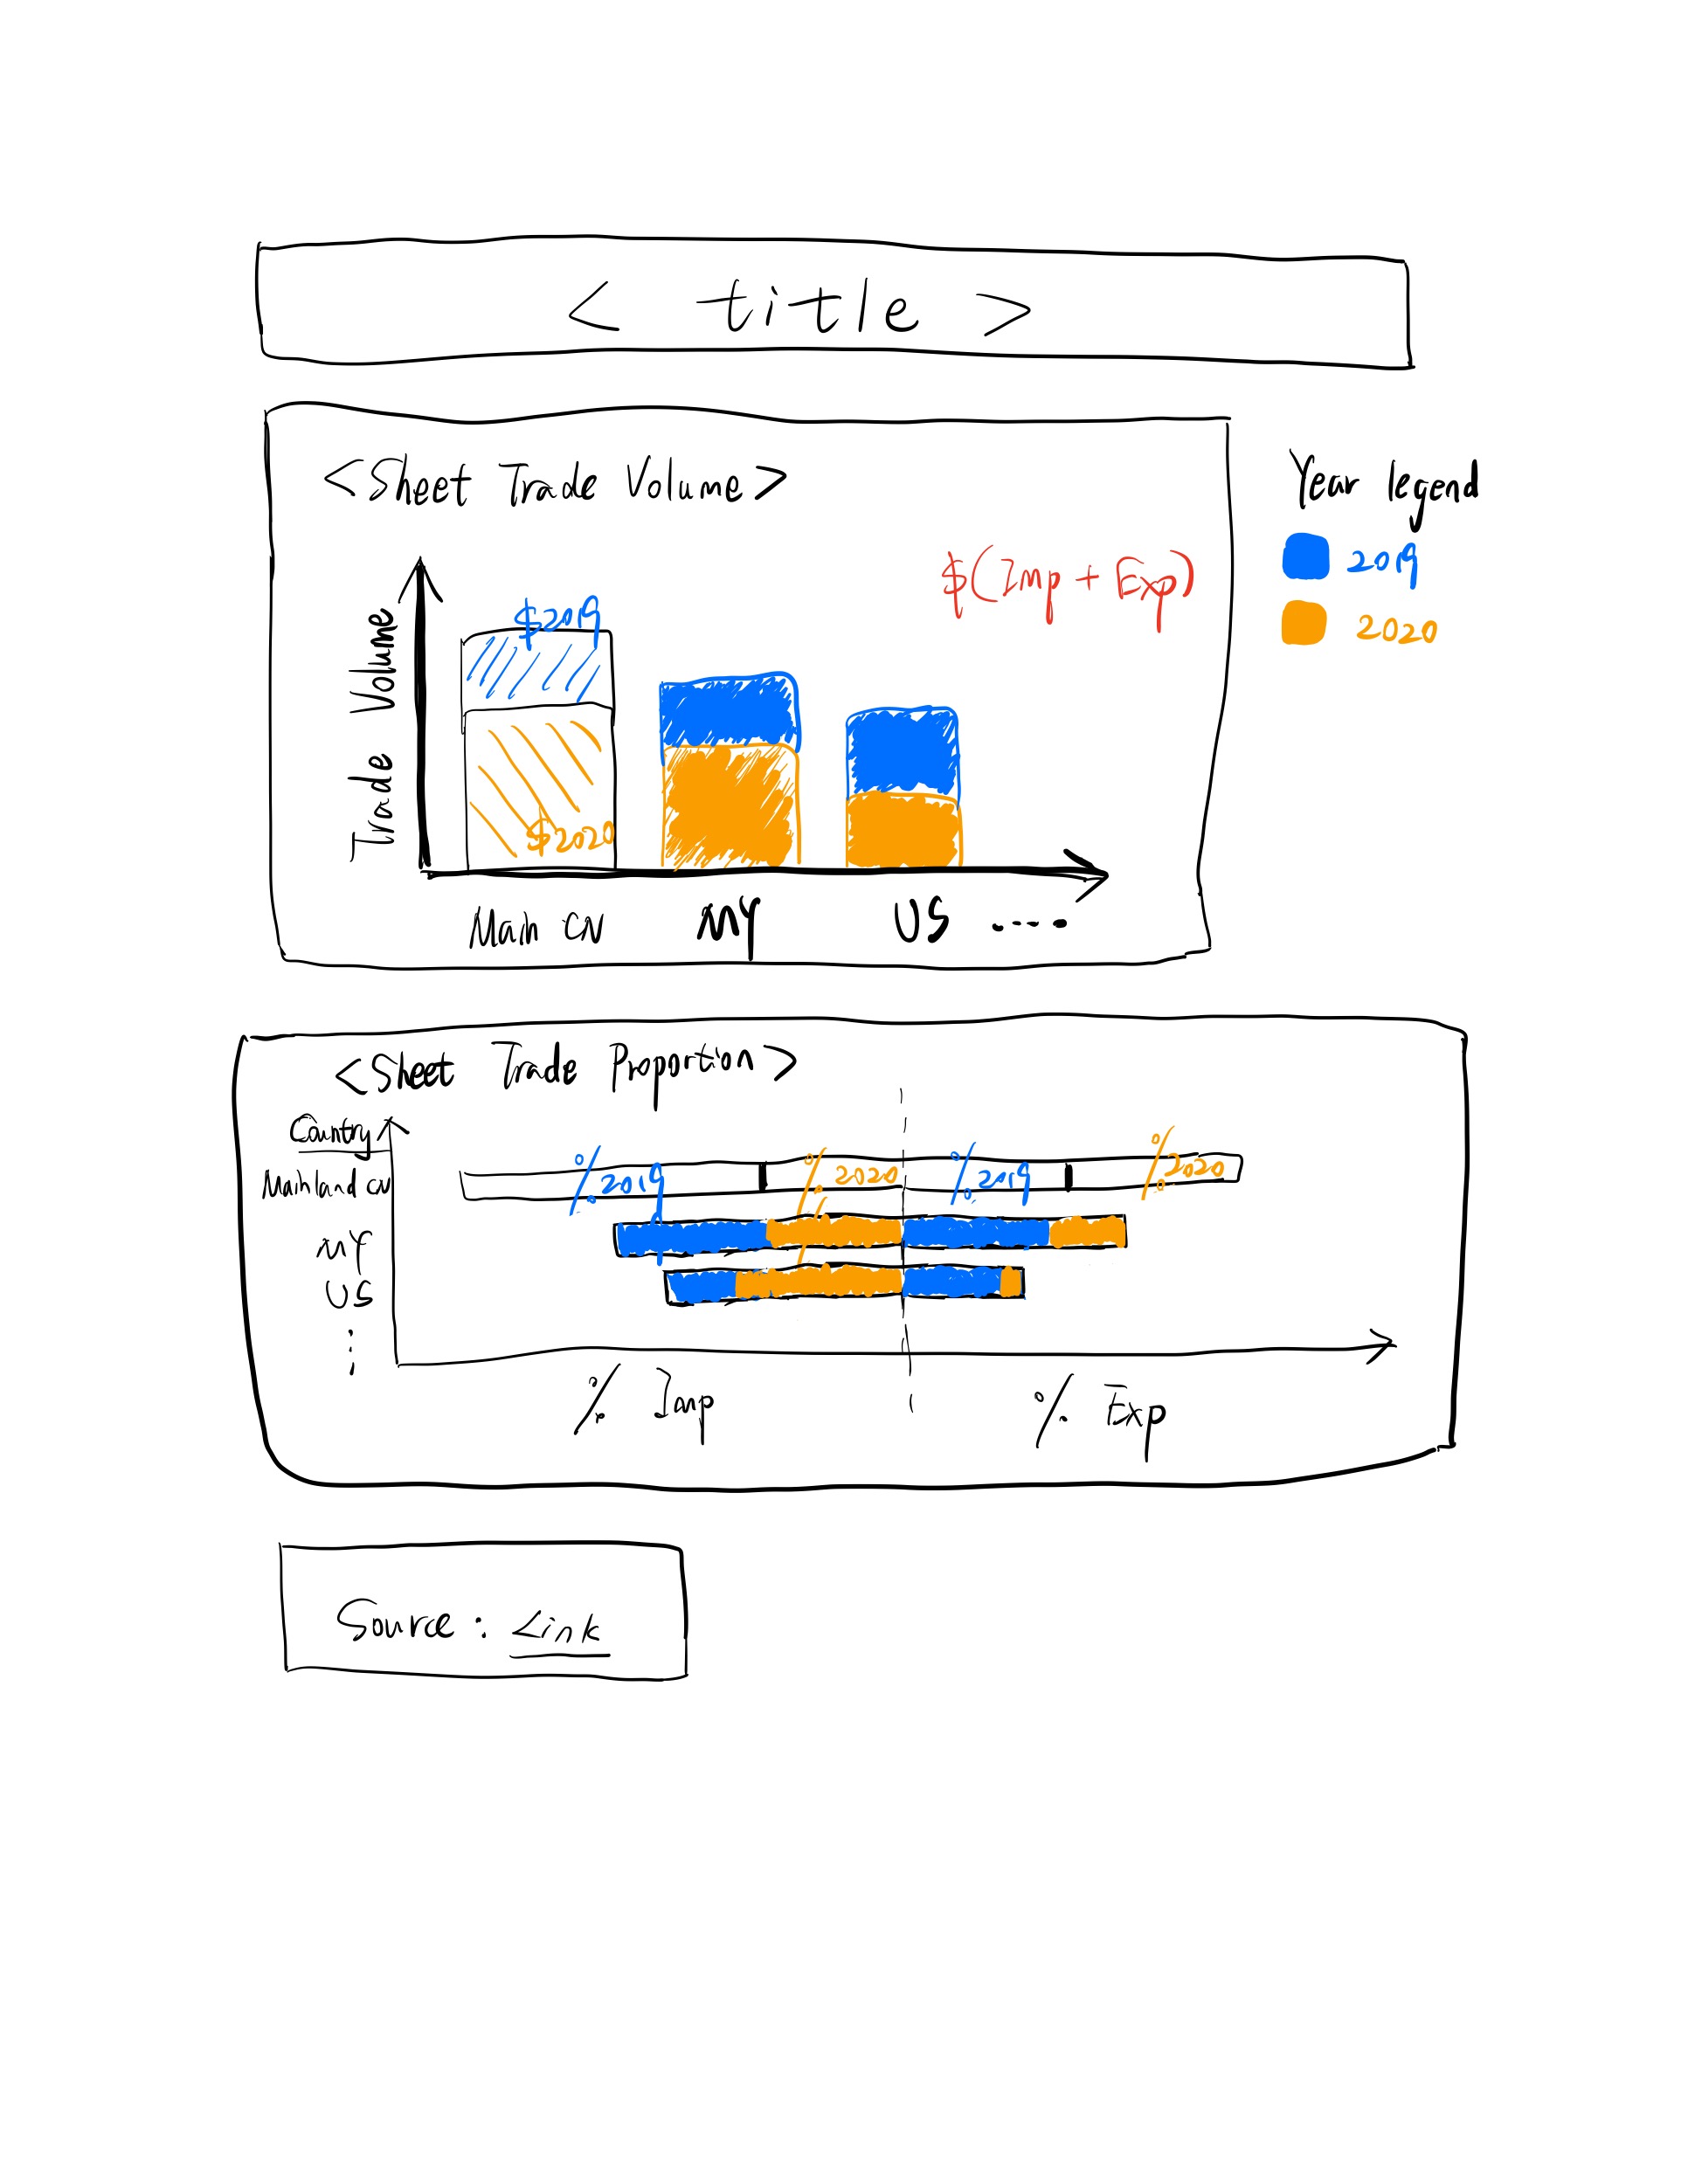 < title >
<Sheet Trade Volume>
Year legend
2019
2020
$(Imp + Exp)
Trade Volume
$2019
$2020
Main CN
MY
US .....
<Sheet Trade Proportion>
Country
Mainland CN
% 2019
% 2020
% 2019
% 2020
MY
US
% Imp
% Exp
Source : Link